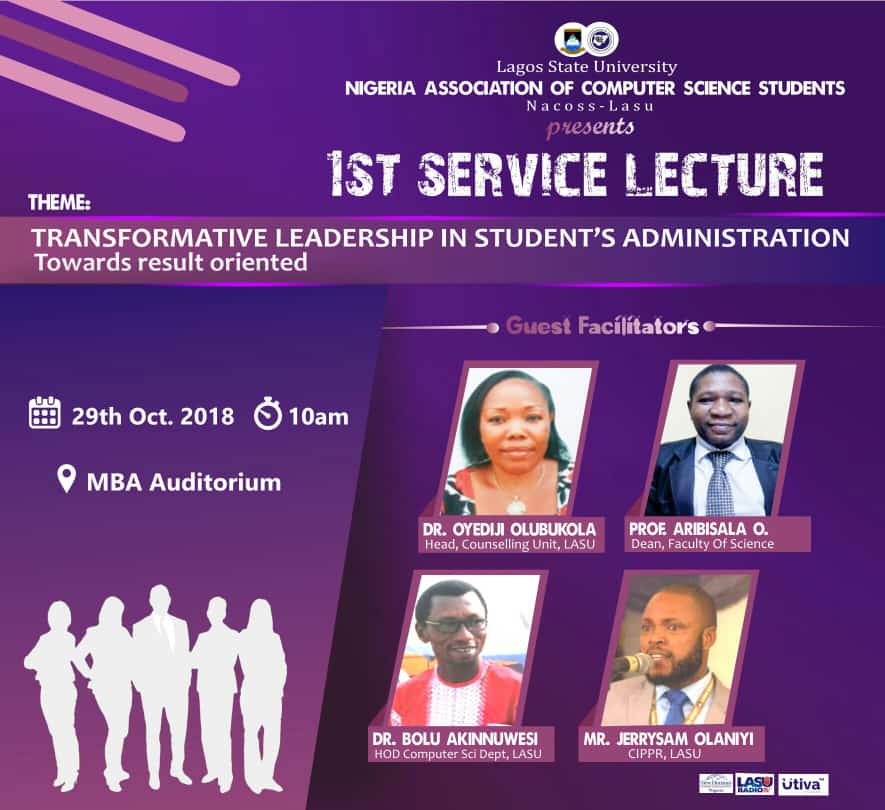 Lagos State University
NIGERIA ASSOCIATION OF COMPUTER SCIENCE STUDENTS
Nacoss-Lasu
presents
1ST SERVICE LECTURE
THEME:
TRANSFORMATIVE LEADERSHIP IN STUDENT'S ADMINISTRATION
Towards result oriented
Guest Facilitators
29th Oct. 2018 10am
MBA Auditorium
DR. OYEDIJI OLUBUKOLA
Head, Counselling Unit, LASU
PROF. ARIBISALA O.
Dean, Faculty Of Science
DR. BOLU AKINNUWESI
HOD Computer Sci Dept, LASU
MR. JERRYSAM OLANIYI
CIPPR, LASU
New Horizons
Nigeria
LASU
RADIO
utiva